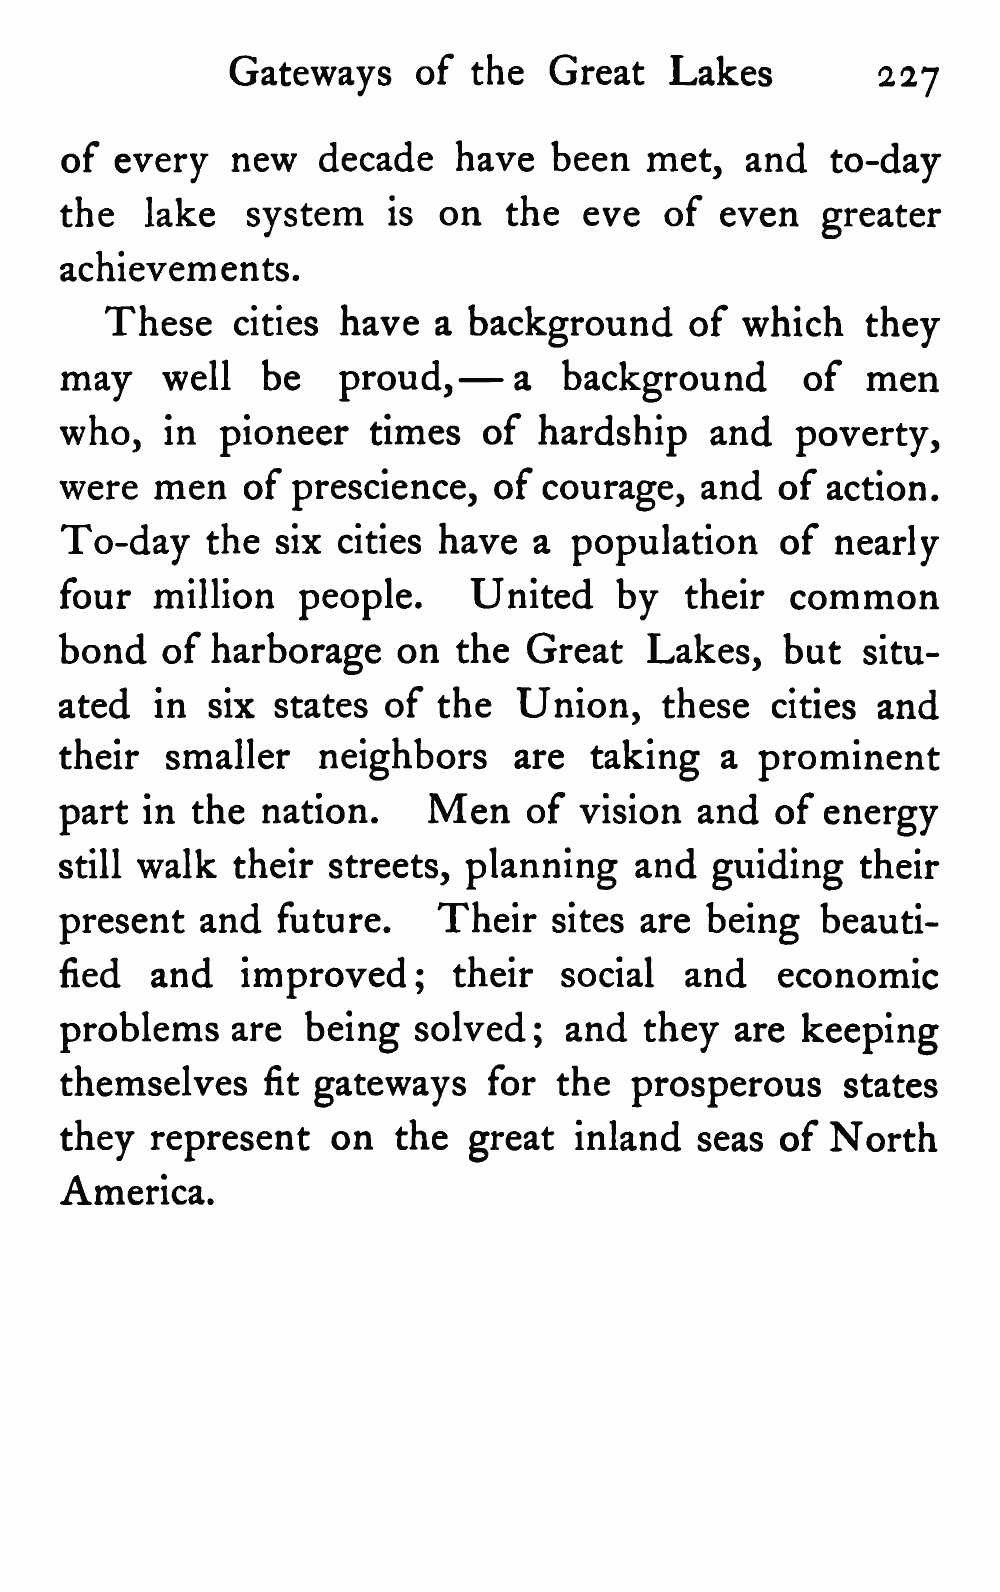 Gateways of the Great Lakes 227
of every new decade have been met, and to-day
the lake system is on the eve of even greater
achievements.
These cities have a background of which they
may well be proud,— a background of men
who, in pioneer times of hardship and poverty,
were men of prescience, of courage, and of action.
To-day the six cities have a population of nearly
four million people. United by their common
bond of harborage on the Great Lakes, but situ-
ated in six states of the Union, these cities and
their smaller neighbors are taking a prominent
part in the nation. Men of vision and of energy
still walk their streets, planning and guiding their
present and future. Their sites are being beauti-
fied and improved; their social and economic
problems are being solved; and they are keeping
themselves fit gateways for the prosperous states
they represent on the great inland seas of North
America.